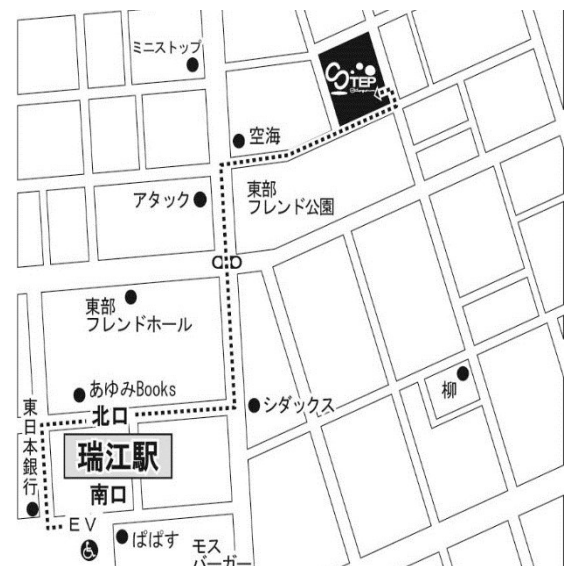 ミニストップ
STEP
空海
アタック
東部
フレンド公園
東部
フレンドホール
あゆみBooks
シダックス
柳
北口
東日本銀行
瑞江駅
南口
EV
ぱぱす
モス
バーガー